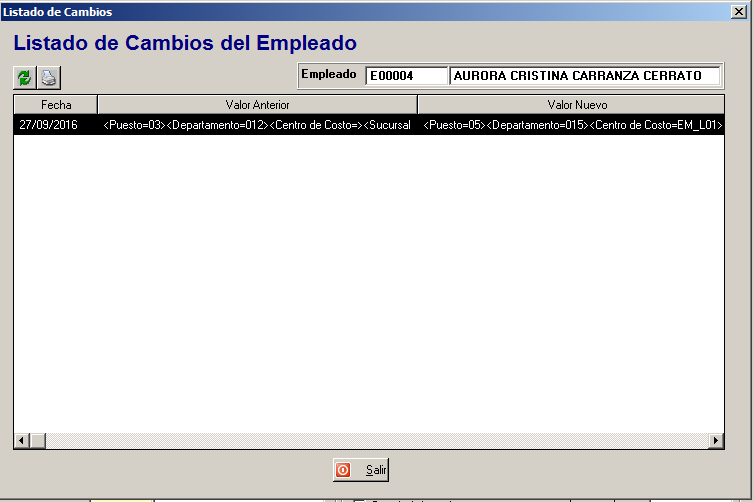 Listado de Cambios
Listado de Cambios del Empleado
Empleado E00004 AURORA CRISTINA CARRANZA CERRATO
Fecha Valor Anterior Valor Nuevo
27/09/2016 <Puesto=03><Departamento=012><Centro de Costo=><Sucursal <Puesto=05><Departamento=015><Centro de Costo=EM_L01>
Salir